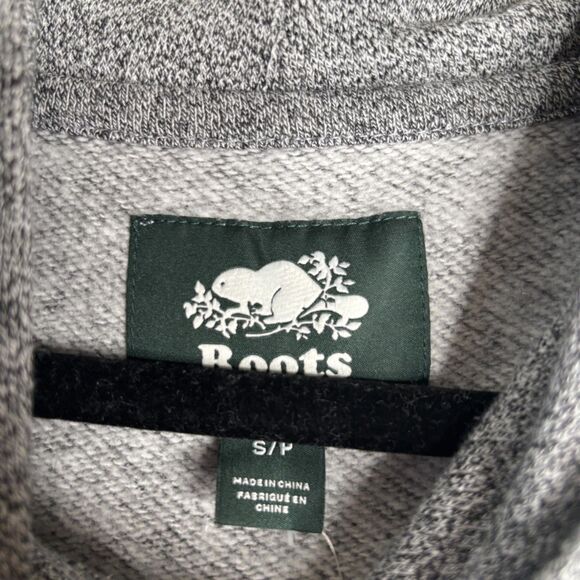 Roots
S/P
MADE IN CHINA
FABRIQUÉ EN
CHINE